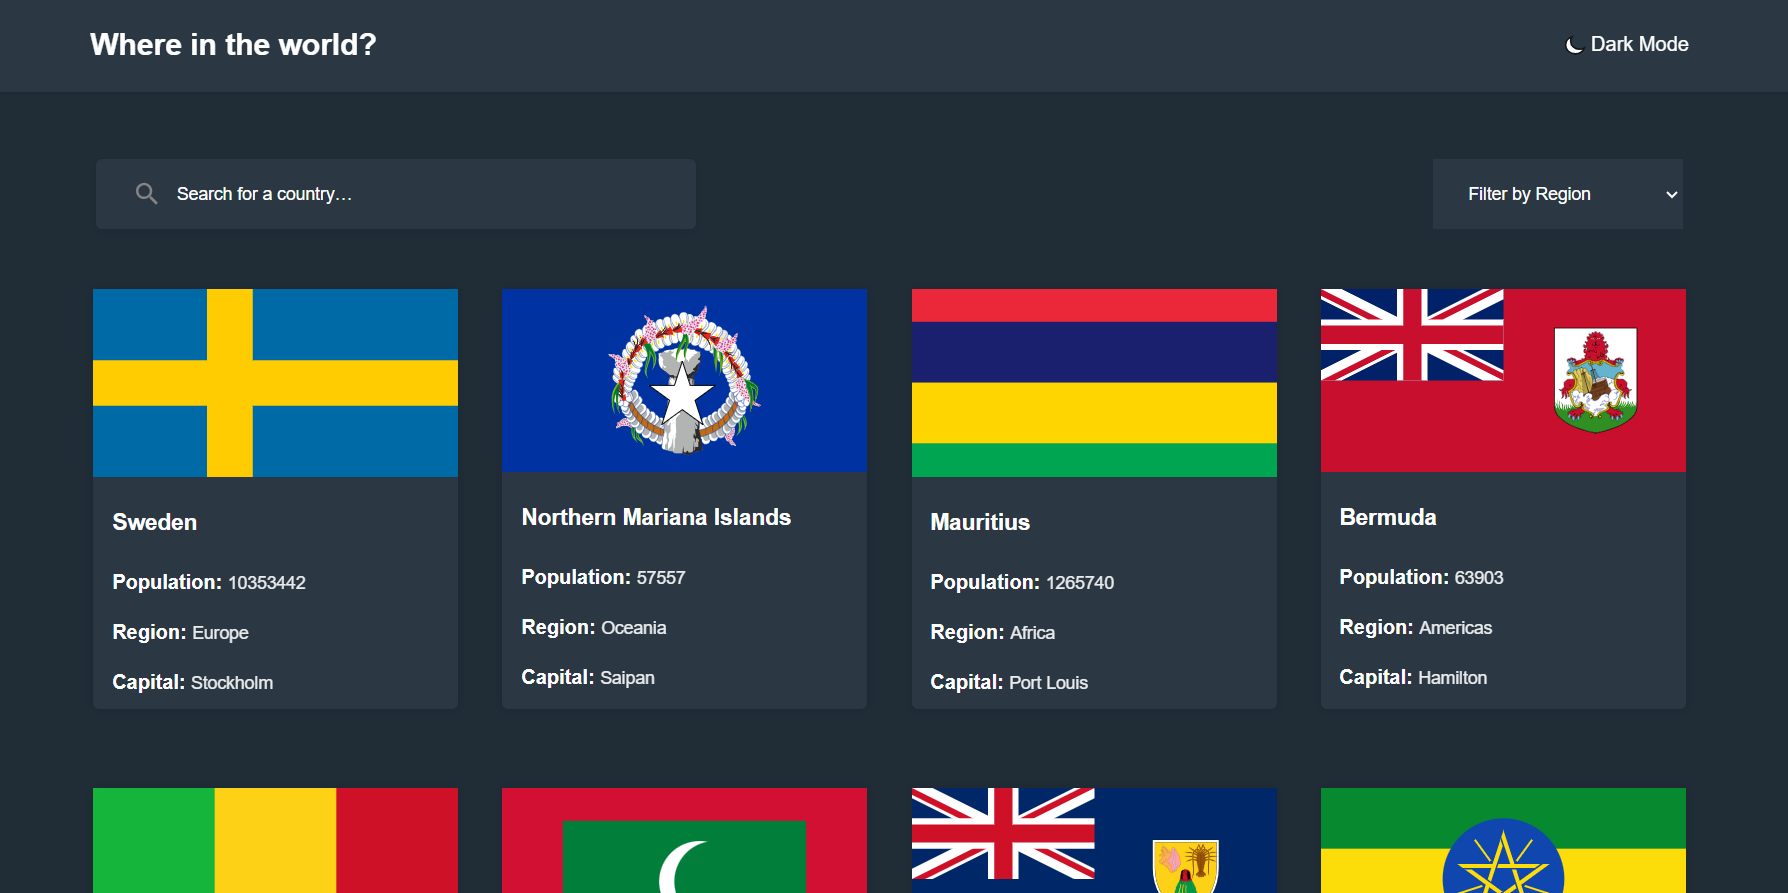 Where in the world?
Dark Mode
Search for a country…
Filter by Region
Sweden
Population: 10353442
Region: Europe
Capital: Stockholm
Northern Mariana Islands
Population: 57557
Region: Oceania
Capital: Saipan
Mauritius
Population: 1265740
Region: Africa
Capital: Port Louis
Bermuda
Population: 63903
Region: Americas
Capital: Hamilton